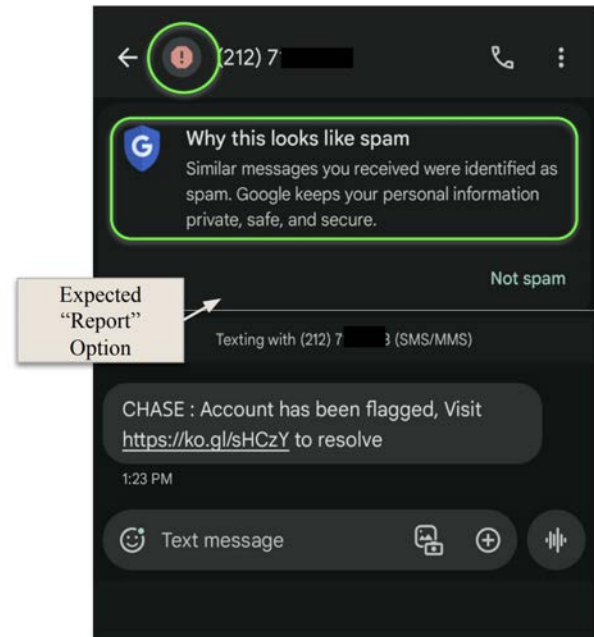 (212) 7
Why this looks like spam
Similar messages you received were identified as
spam. Google keeps your personal information
private, safe, and secure.
Not spam
Expected
“Report”
Option
Texting with (212) 7 3 (SMS/MMS)
CHASE : Account has been flagged, Visit
https://ko.gl/sHCzY to resolve
1:23 PM
Text message